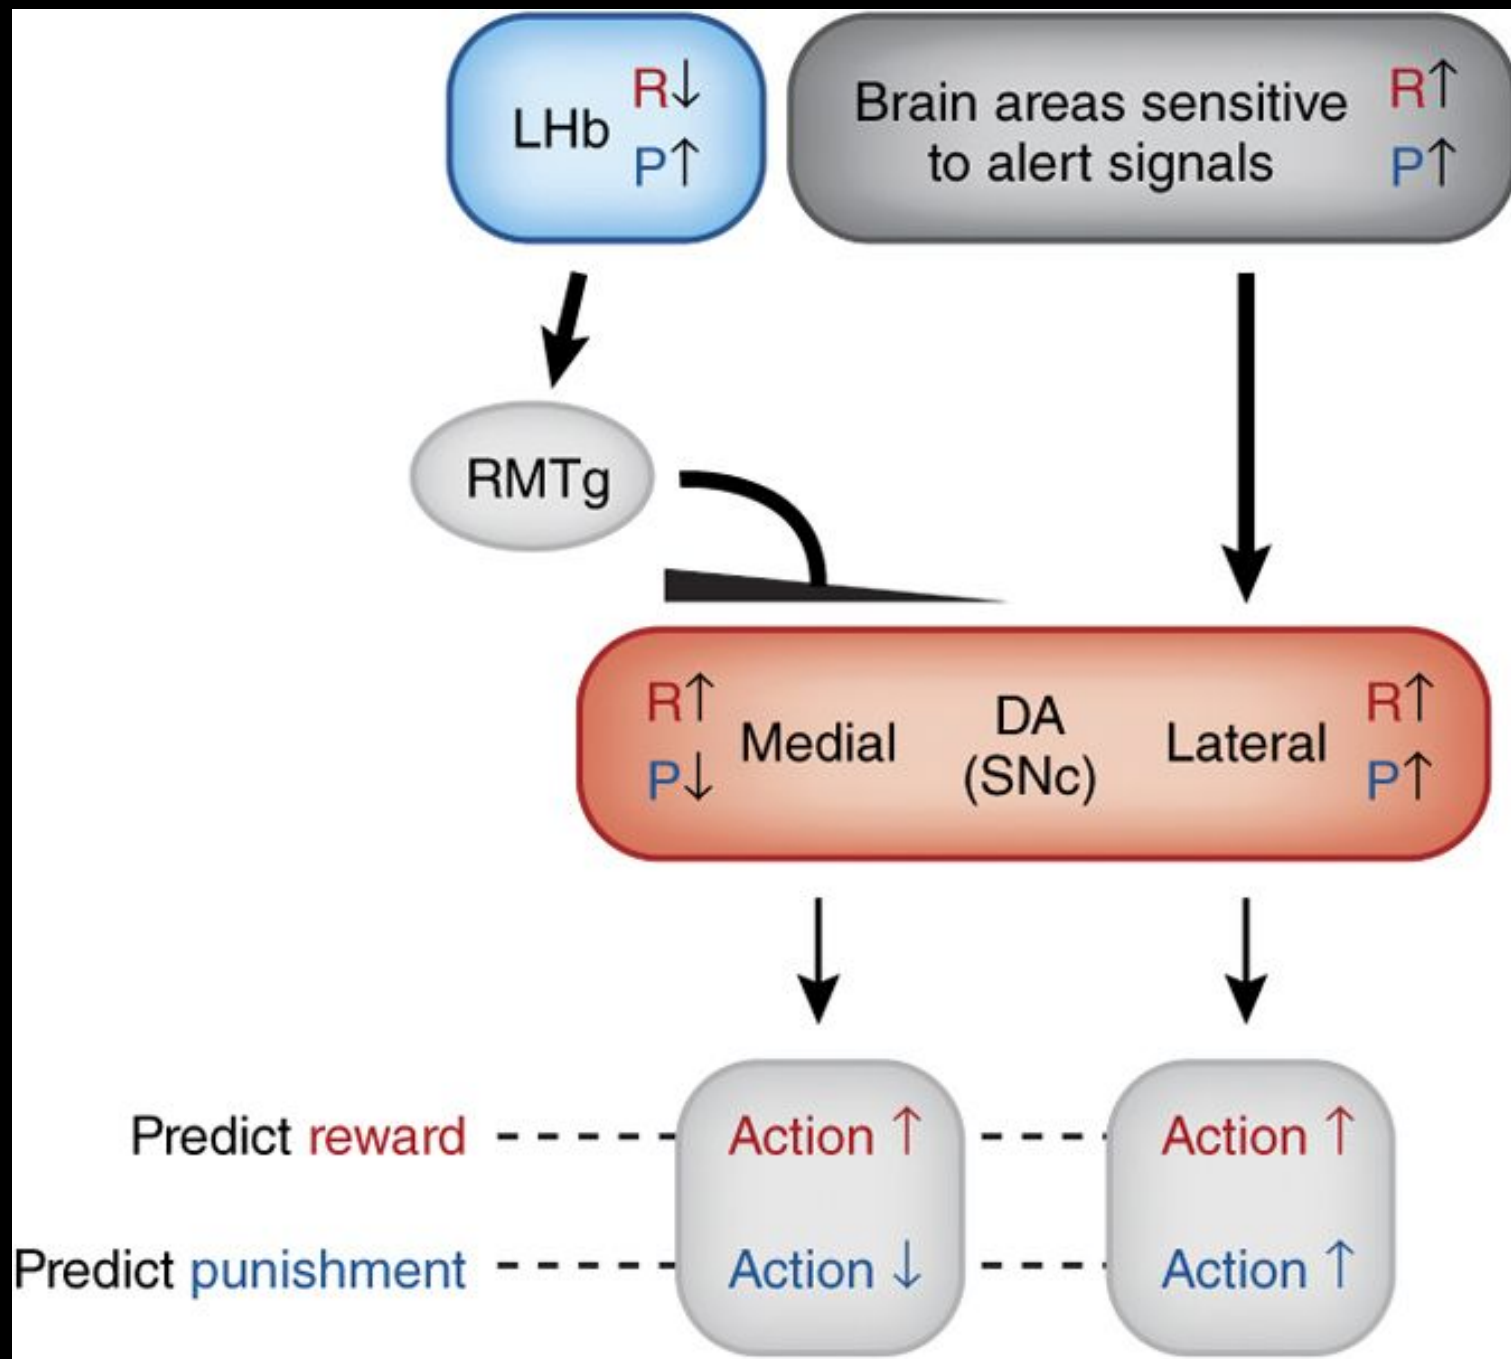 LHb
R↓
P↑
Brain areas sensitive
to alert signals
R↑
P↑
RMTg
R↑
P↓
Medial
DA
(SNc)
Lateral
R↑
P↑
Predict reward
Action ↑
Action ↑
Predict punishment
Action ↓
Action ↑